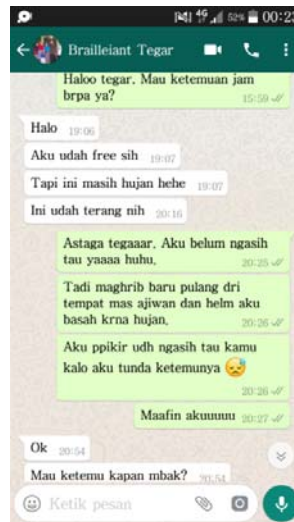 4G 52% 00:23
Brailleiant Tegar
Haloo tegar. Mau ketemuan jam
brpa ya?
15:59
Halo 19:06
Aku udah free sih 19:07
Tapi ini masih hujan hehe 19:07
Ini udah terang nih 20:16
Astaga tegaaar. Aku belum ngasih
tau yaaaa huhu,
20:25
Tadi maghrib baru pulang dri
tempat mas ajiwan dan helm aku
basah krna hujan,
20:26
Aku ppikir udh ngasih tau kamu
kalo aku tunda ketemunya 😓
20:26
Maafin akuuuuu 20:27
Ok 20:54
Mau ketemu kapan mbak? 20:54
Ketik pesan